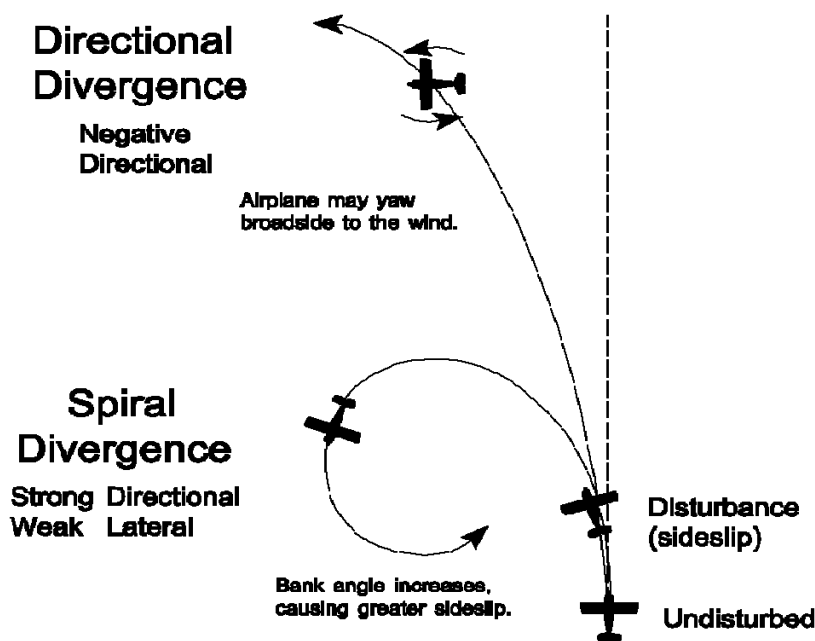 Directional
Divergence
Negative
Directional
Airplane may yaw
broadside to the wind.
Spiral
Divergence
Strong Directional
Weak Lateral
Disturbance
(sideslip)
Bank angle increases,
causing greater sideslip.
Undisturbed